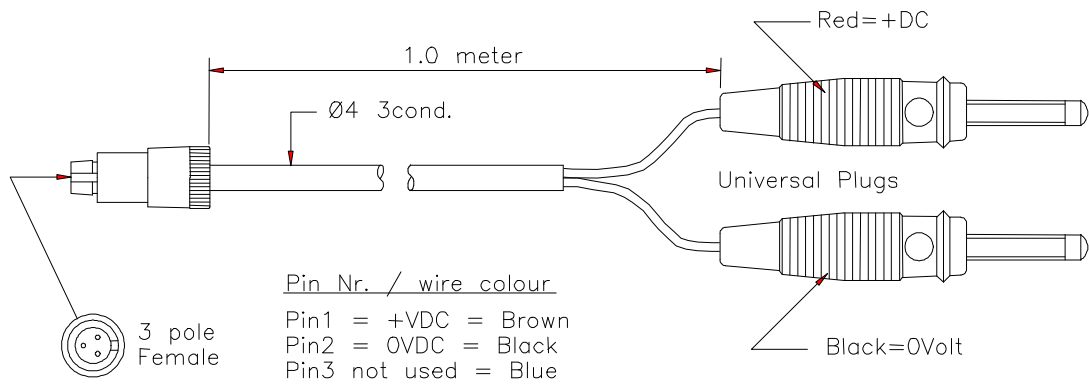 Red=+DC
1.0 meter
Ø4 3cond.
Universal Plugs
Pin Nr. / wire colour
Pin1 = +VDC = Brown
Pin2 = 0VDC = Black
Pin3 not used = Blue
3 pole
Female
Black=0Volt